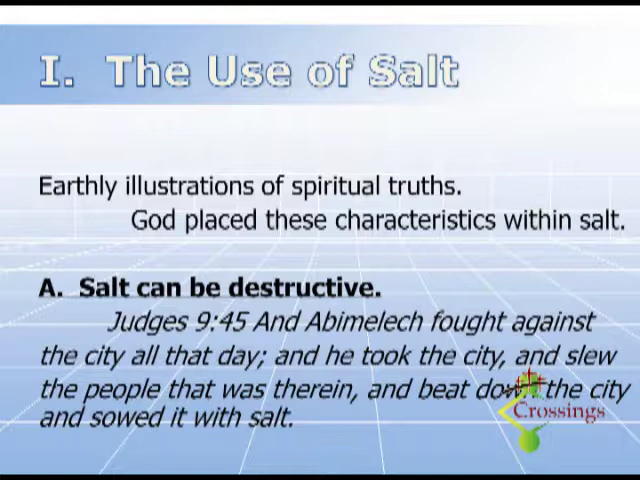 I. The Use of Salt
Earthly illustrations of spiritual truths.
God placed these characteristics within salt.
A. Salt can be destructive.
Judges 9:45 And Abimelech fought against
the city all that day; and he took the city, and slew
the people that was therein, and beat down the city
and sowed it with salt.
Crossings